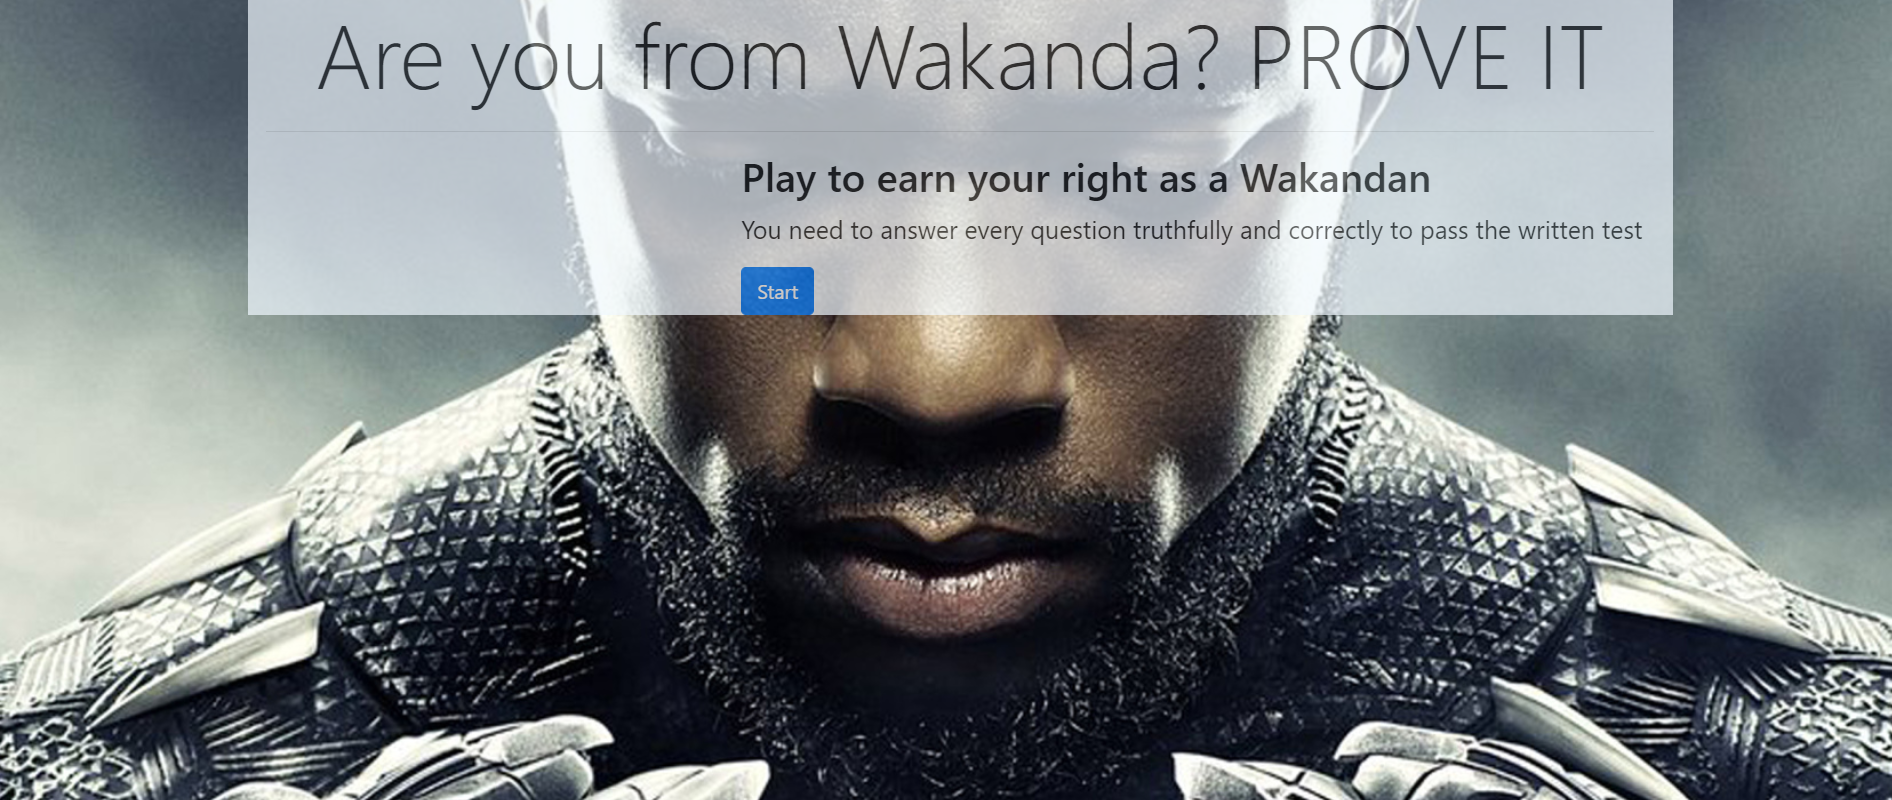 Are you from Wakanda? PROVE IT
Play to earn your right as a Wakandan
You need to answer every question truthfully and correctly to pass the written test
Start